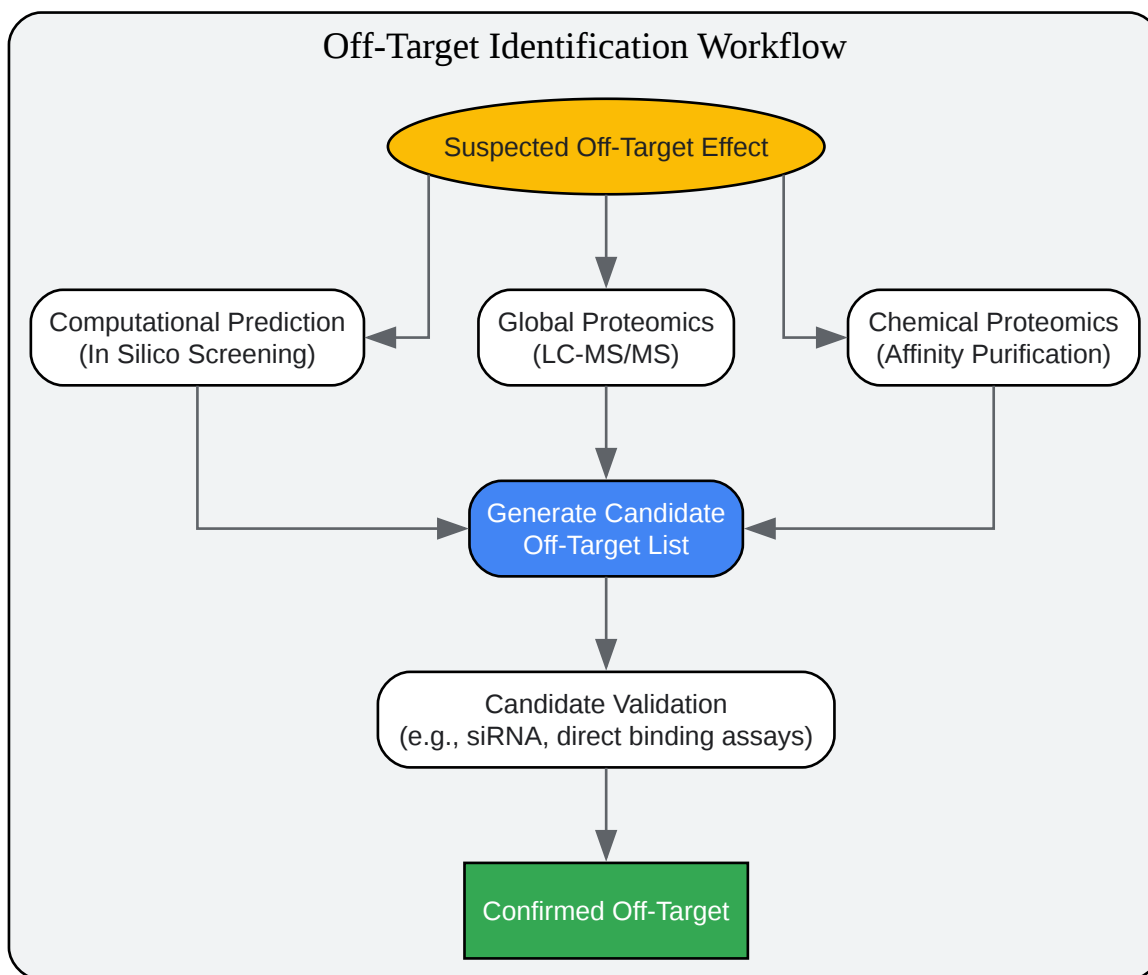 Off-Target Identification Workflow
Suspected Off-Target Effect
Computational Prediction
(In Silico Screening)
Global Proteomics
(LC-MS/MS)
Chemical Proteomics
(Affinity Purification)
Generate Candidate
Off-Target List
Candidate Validation
(e.g., siRNA, direct binding assays)
Confirmed Off-Target